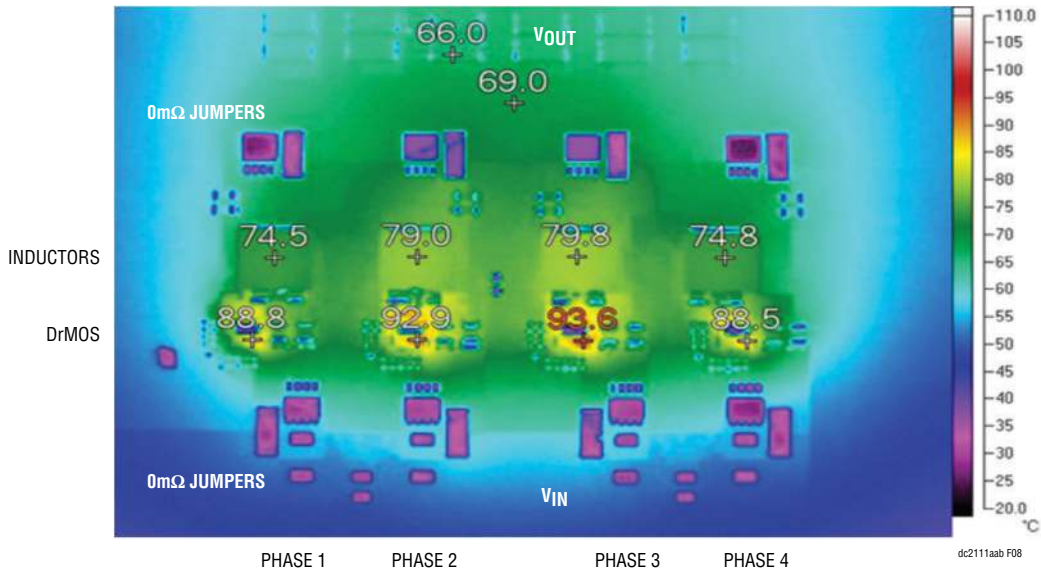 66.0
VOUT
69.0
0mΩ JUMPERS
INDUCTORS
74.5 79.0 79.8 74.8
DrMOS
88.8 92.9 93.6 88.5
0mΩ JUMPERS
VIN
PHASE 1 PHASE 2 PHASE 3 PHASE 4
110.0
105
100
95
90
85
80
75
70
65
60
55
50
45
40
35
30
25
20.0
°C
dc2111aab F08